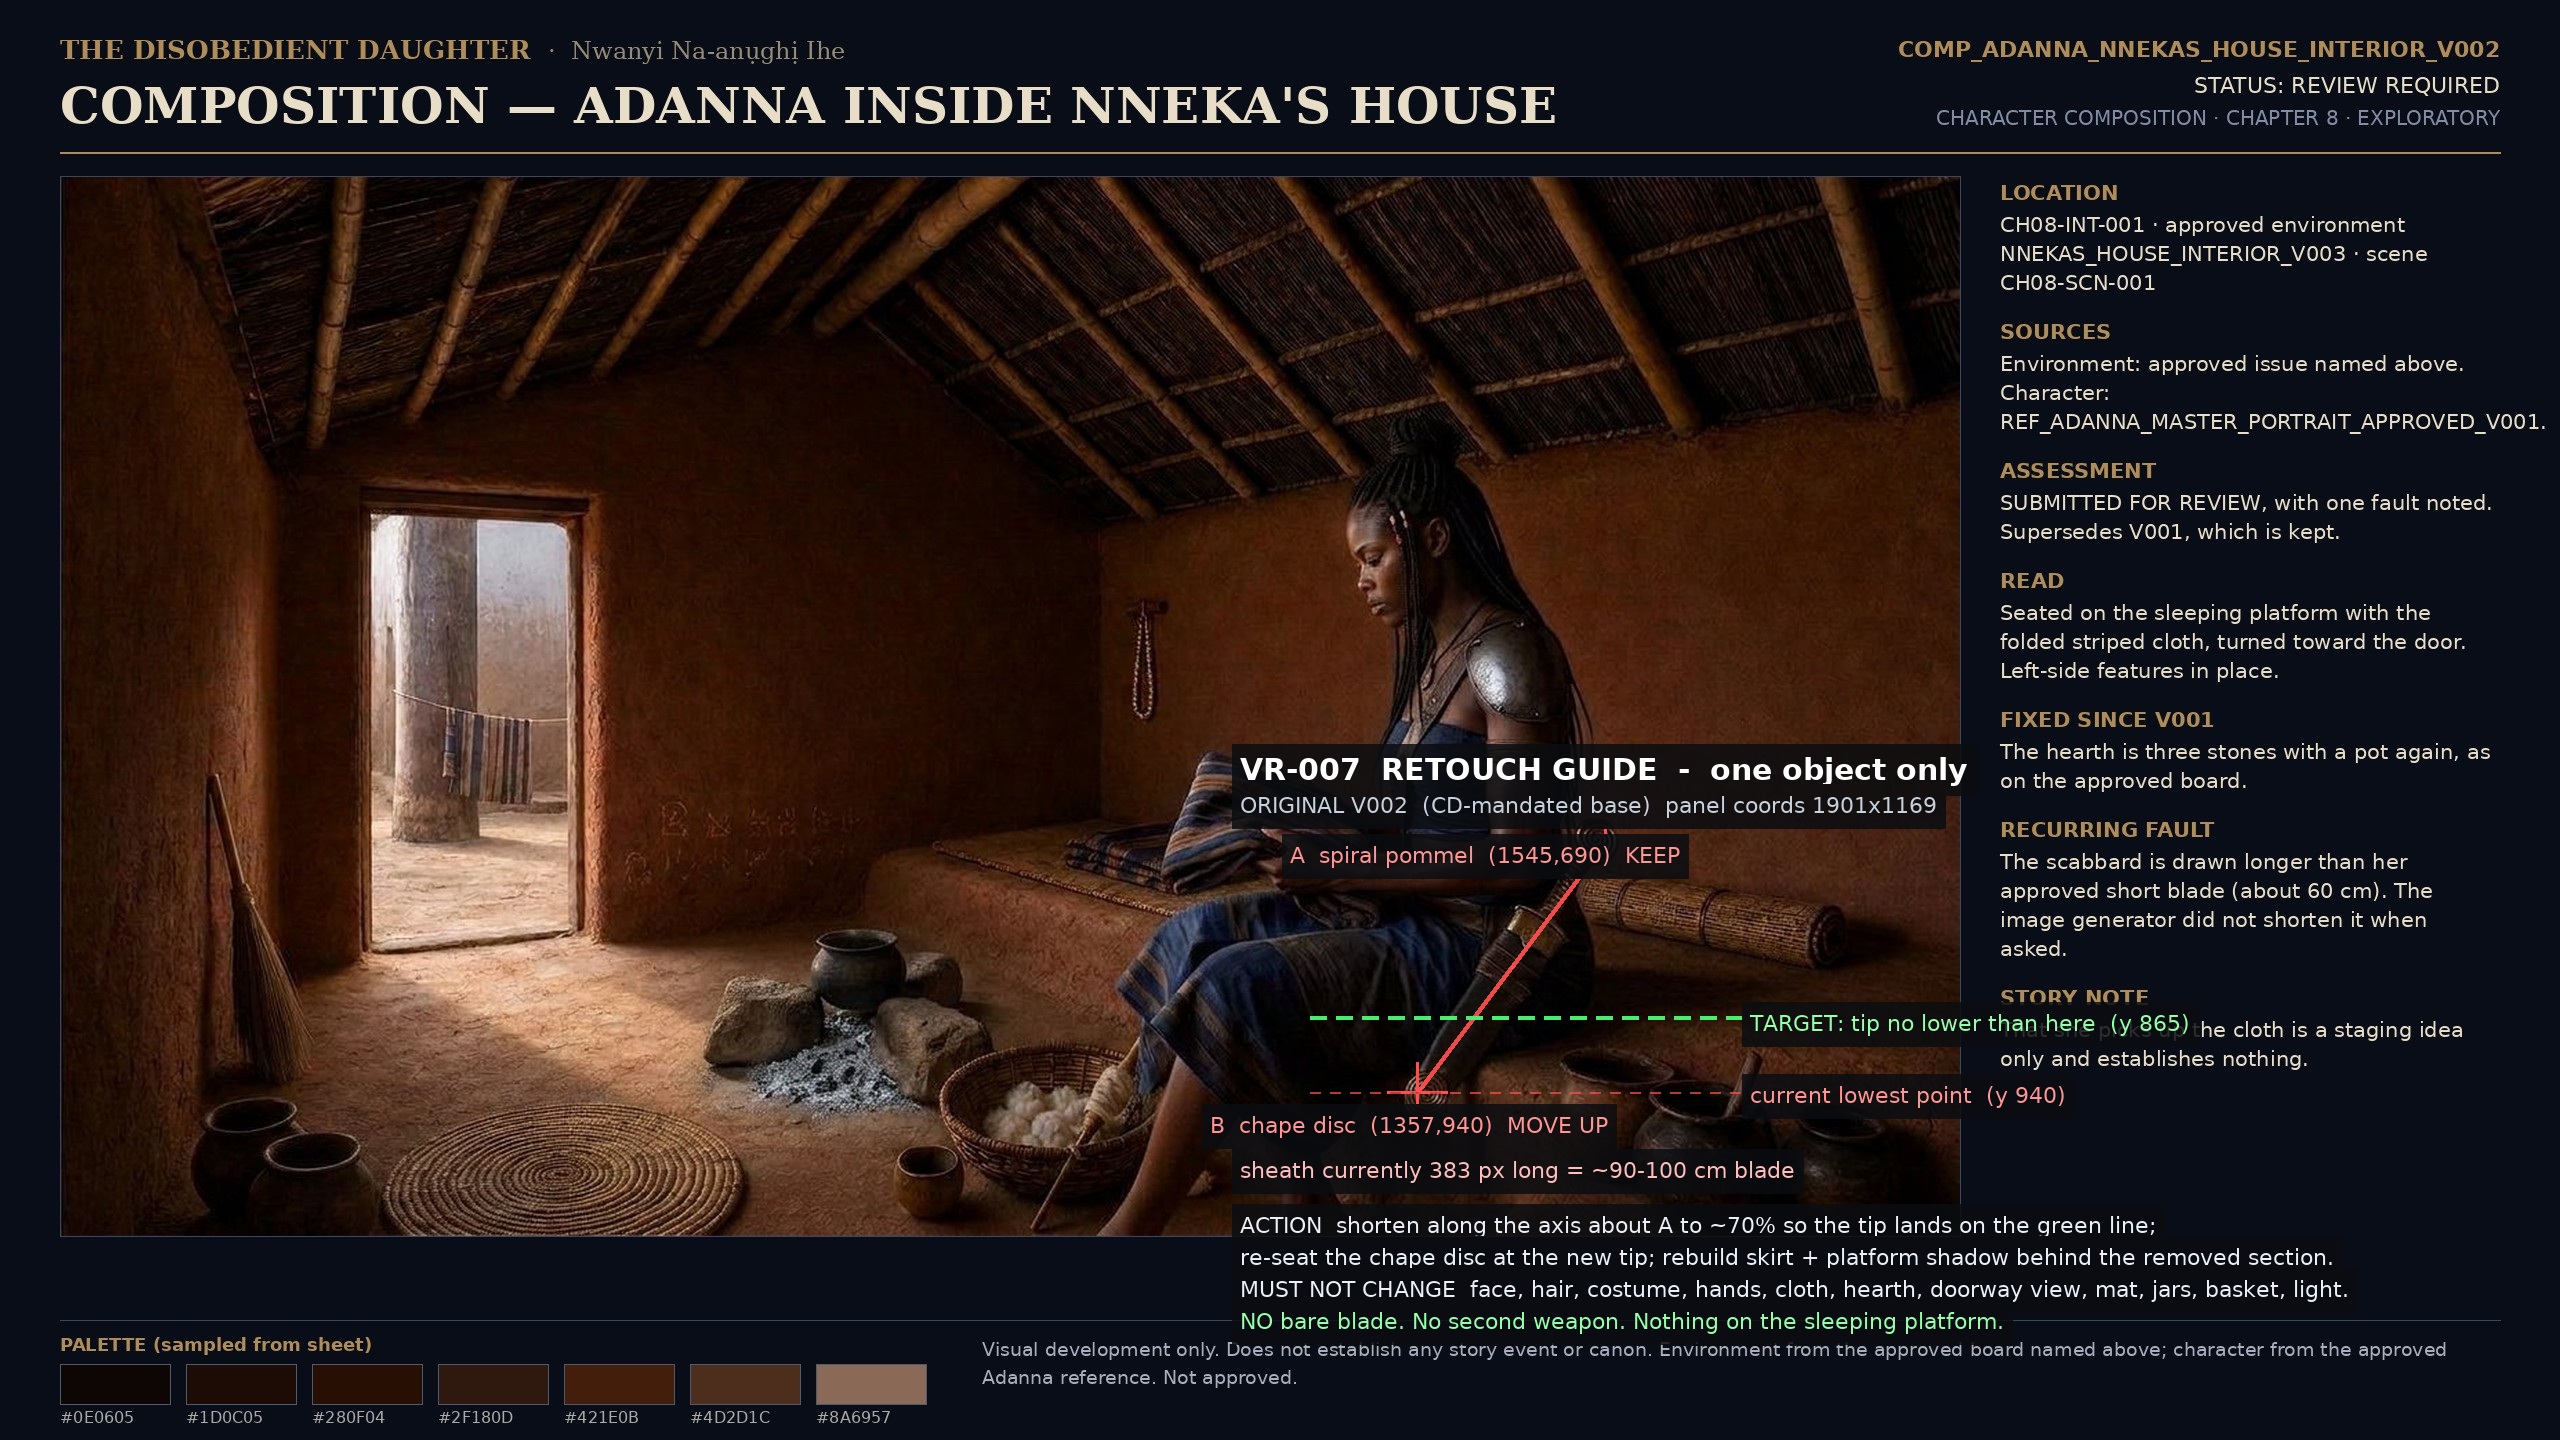 THE DISOBEDIENT DAUGHTER · Nwanyi Na-anụghị Ihe
COMPOSITION — ADANNA INSIDE NNEKA'S HOUSE
COMP_ADANNA_NNEKAS_HOUSE_INTERIOR_V002
STATUS: REVIEW REQUIRED
CHARACTER COMPOSITION · CHAPTER 8 · EXPLORATORY
LOCATION
CH08-INT-001 · approved environment
NNEKAS_HOUSE_INTERIOR_V003 · scene
CH08-SCN-001
SOURCES
Environment: approved issue named above.
Character:
REF_ADANNA_MASTER_PORTRAIT_APPROVED_V001.
ASSESSMENT
SUBMITTED FOR REVIEW, with one fault noted.
Supersedes V001, which is kept.
READ
Seated on the sleeping platform with the
folded striped cloth, turned toward the door.
Left-side features in place.
FIXED SINCE V001
The hearth is three stones with a pot again, as
on the approved board.
RECURRING FAULT
The scabbard is drawn longer than her
approved short blade (about 60 cm). The
image generator did not shorten it when
asked.
STORY NOTE
That she picks up the cloth is a staging idea
only and establishes nothing.
VR-007 RETOUCH GUIDE - one object only
ORIGINAL V002 (CD-mandated base) panel coords 1901x1169
A spiral pommel (1545,690) KEEP
TARGET: tip no lower than here (y 865)
current lowest point (y 940)
B chape disc (1357,940) MOVE UP
sheath currently 383 px long = ~90-100 cm blade
ACTION shorten along the axis about A to ~70% so the tip lands on the green line;
re-seat the chape disc at the new tip; rebuild skirt + platform shadow behind the removed section.
MUST NOT CHANGE face, hair, costume, hands, cloth, hearth, doorway view, mat, jars, basket, light.
NO bare blade. No second weapon. Nothing on the sleeping platform.
PALETTE (sampled from sheet)
#0E0605 #1D0C05 #280F04 #2F180D #421E0B #4D2D1C #8A6957
Visual development only. Does not establish any story event or canon. Environment from the approved board named above; character from the approved
Adanna reference. Not approved.